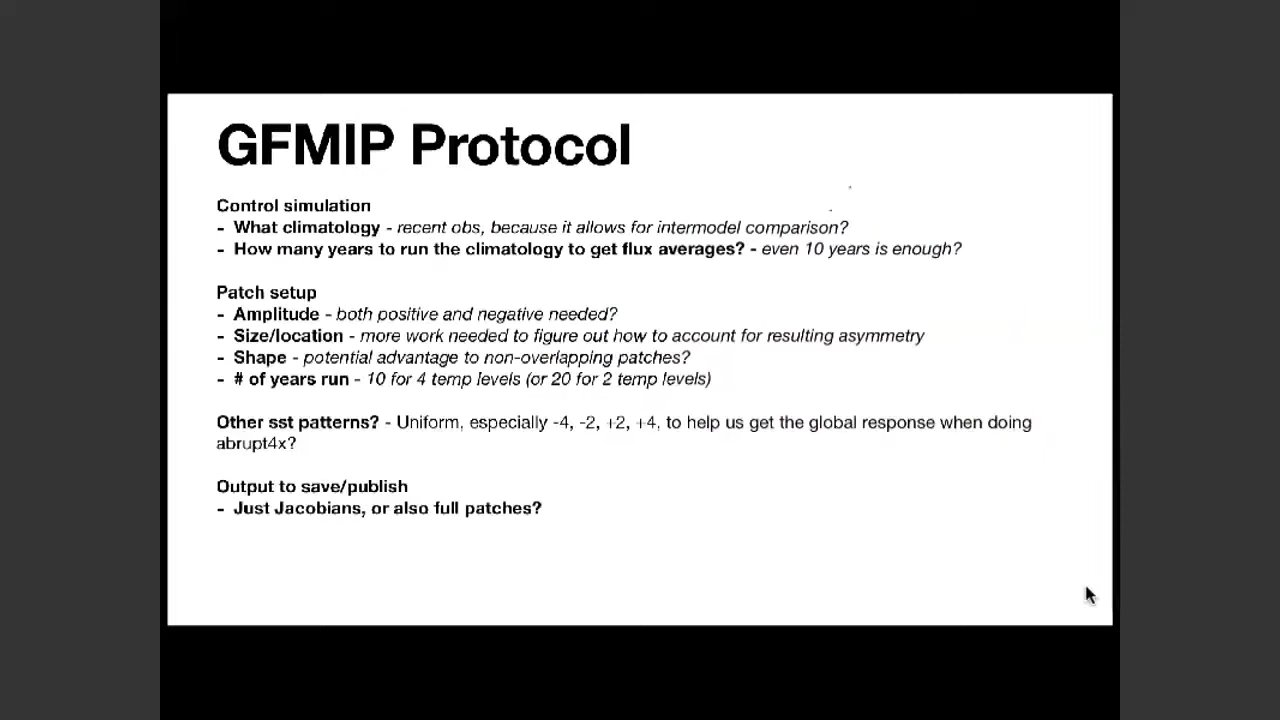 GFMIP Protocol
Control simulation
- What climatology - recent obs, because it allows for intermodel comparison?
- How many years to run the climatology to get flux averages? - even 10 years is enough?
Patch setup
- Amplitude - both positive and negative needed?
- Size/location - more work needed to figure out how to account for resulting asymmetry
- Shape - potential advantage to non-overlapping patches?
- # of years run - 10 for 4 temp levels (or 20 for 2 temp levels)
Other sst patterns? - Uniform, especially -4, -2, +2, +4, to help us get the global response when doing
abrupt4x?
Output to save/publish
- Just Jacobians, or also full patches?